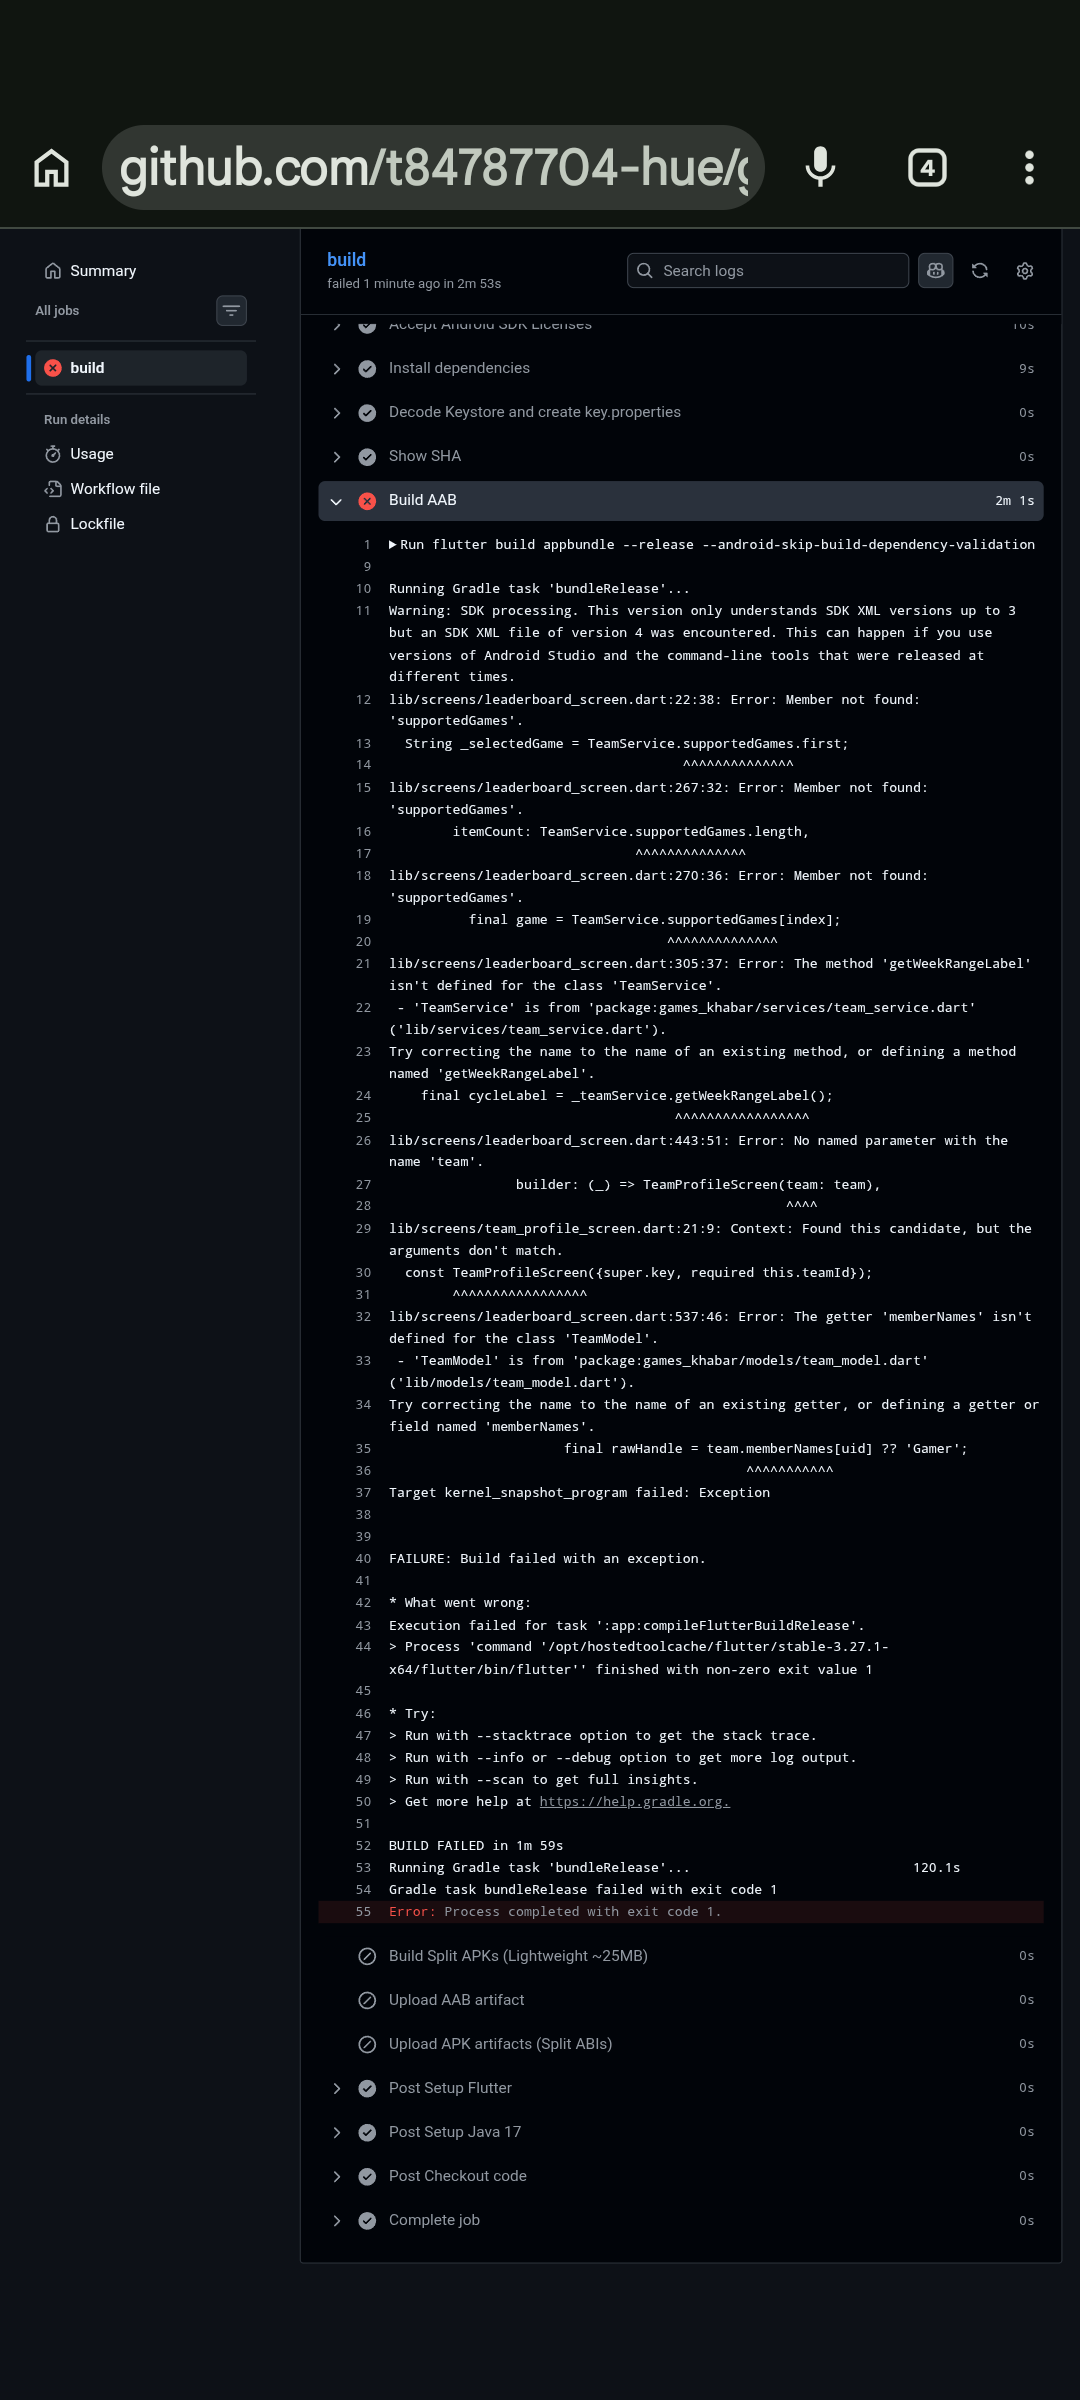 github.com/t84787704-hue/g
4
Summary
All jobs
build
Run details
Usage
Workflow file
Lockfile
build
failed 1 minute ago in 2m 53s
Search logs
Accept Android SDK Licenses 10s
Install dependencies 9s
Decode Keystore and create key.properties 0s
Show SHA 0s
Build AAB 2m 1s
1 ▶Run flutter build appbundle --release --android-skip-build-dependency-validation
9
10 Running Gradle task 'bundleRelease'...
11 Warning: SDK processing. This version only understands SDK XML versions up to 3
but an SDK XML file of version 4 was encountered. This can happen if you use
versions of Android Studio and the command-line tools that were released at
different times.
12 lib/screens/leaderboard_screen.dart:22:38: Error: Member not found:
'supportedGames'.
13   String _selectedGame = TeamService.supportedGames.first;
14                                      ^^^^^^^^^^^^^^
15 lib/screens/leaderboard_screen.dart:267:32: Error: Member not found:
'supportedGames'.
16         itemCount: TeamService.supportedGames.length,
17                                ^^^^^^^^^^^^^^
18 lib/screens/leaderboard_screen.dart:270:36: Error: Member not found:
'supportedGames'.
19           final game = TeamService.supportedGames[index];
20                                    ^^^^^^^^^^^^^^
21 lib/screens/leaderboard_screen.dart:305:37: Error: The method 'getWeekRangeLabel'
isn't defined for the class 'TeamService'.
22  - 'TeamService' is from 'package:games_khabar/services/team_service.dart'
('lib/services/team_service.dart').
23 Try correcting the name to the name of an existing method, or defining a method
named 'getWeekRangeLabel'.
24     final cycleLabel = _teamService.getWeekRangeLabel();
25                                     ^^^^^^^^^^^^^^^^^
26 lib/screens/leaderboard_screen.dart:443:51: Error: No named parameter with the
name 'team'.
27                 builder: (_) => TeamProfileScreen(team: team),
28                                                   ^^^^
29 lib/screens/team_profile_screen.dart:21:9: Context: Found this candidate, but the
arguments don't match.
30   const TeamProfileScreen({super.key, required this.teamId});
31         ^^^^^^^^^^^^^^^^^
32 lib/screens/leaderboard_screen.dart:537:46: Error: The getter 'memberNames' isn't
defined for the class 'TeamModel'.
33  - 'TeamModel' is from 'package:games_khabar/models/team_model.dart'
('lib/models/team_model.dart').
34 Try correcting the name to the name of an existing getter, or defining a getter or
field named 'memberNames'.
35                       final rawHandle = team.memberNames[uid] ?? 'Gamer';
36                                              ^^^^^^^^^^^
37 Target kernel_snapshot_program failed: Exception
38
39
40 FAILURE: Build failed with an exception.
41
42 * What went wrong:
43 Execution failed for task ':app:compileFlutterBuildRelease'.
44 > Process 'command '/opt/hostedtoolcache/flutter/stable-3.27.1-
x64/flutter/bin/flutter'' finished with non-zero exit value 1
45
46 * Try:
47 > Run with --stacktrace option to get the stack trace.
48 > Run with --info or --debug option to get more log output.
49 > Run with --scan to get full insights.
50 > Get more help at https://help.gradle.org.
51
52 BUILD FAILED in 1m 59s
53 Running Gradle task 'bundleRelease'... 120.1s
54 Gradle task bundleRelease failed with exit code 1
55 Error: Process completed with exit code 1.
Build Split APKs (Lightweight ~25MB) 0s
Upload AAB artifact 0s
Upload APK artifacts (Split ABIs) 0s
Post Setup Flutter 0s
Post Setup Java 17 0s
Post Checkout code 0s
Complete job 0s